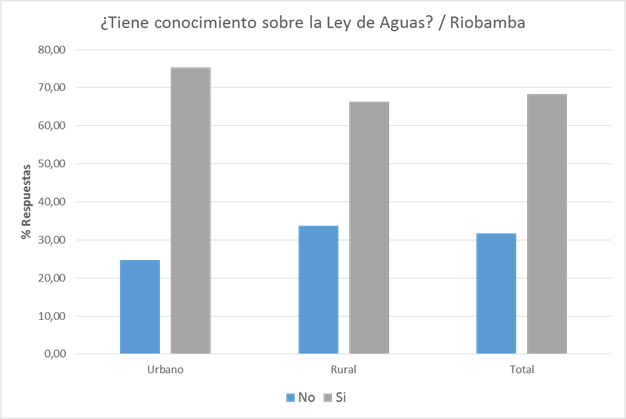 ¿Tiene conocimiento sobre la Ley de Aguas? / Riobamba
% Respuestas
80,00
70,00
60,00
50,00
40,00
30,00
20,00
10,00
0,00
Urbano
Rural
Total
No
Si